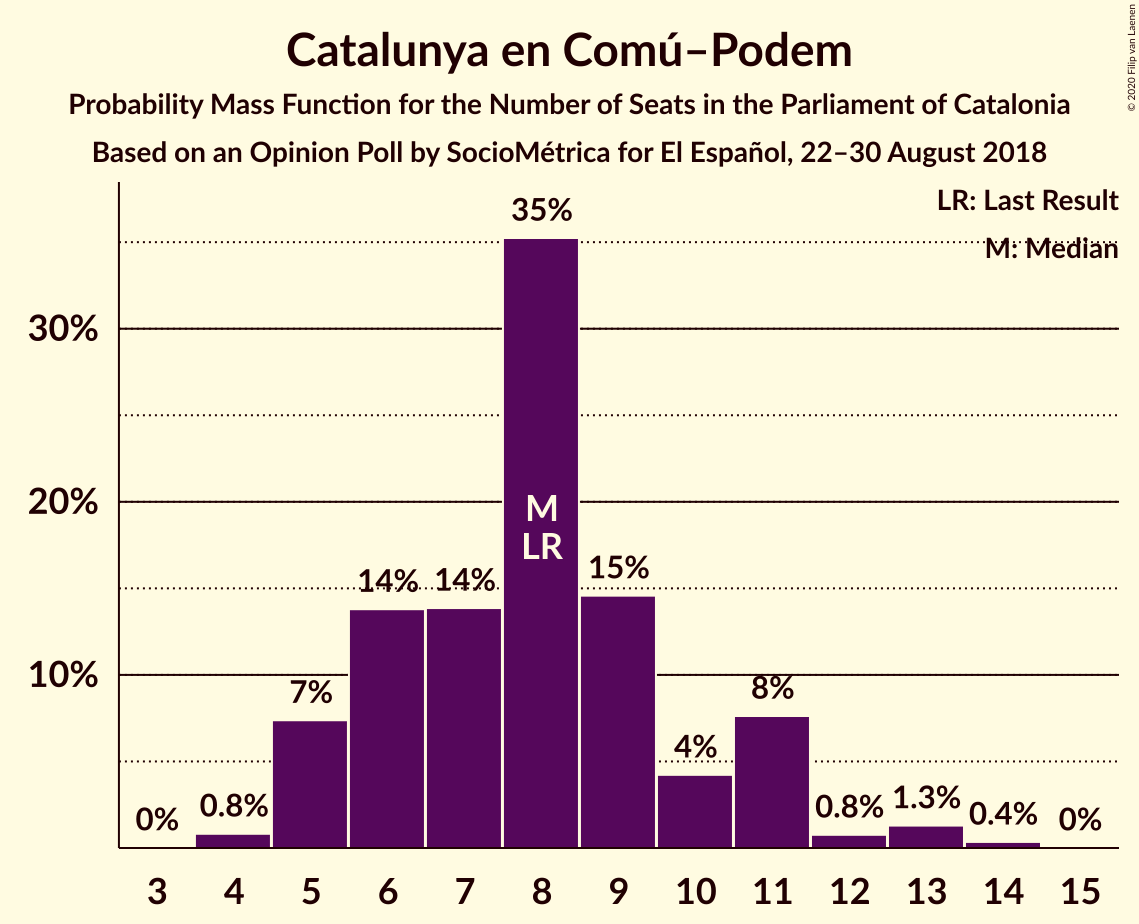 Catalunya en Comú–Podem
Probability Mass Function for the Number of Seats in the Parliament of Catalonia
Based on an Opinion Poll by SocioMétrica for El Español, 22–30 August 2018
© 2020 Filip van Laenen
LR: Last Result
M: Median
30%
20%
10%
0%
0.8%
7%
14%
14%
35%
M
LR
15%
4%
8%
0.8%
1.3%
0.4%
0%
3 4 5 6 7 8 9 10 11 12 13 14 15